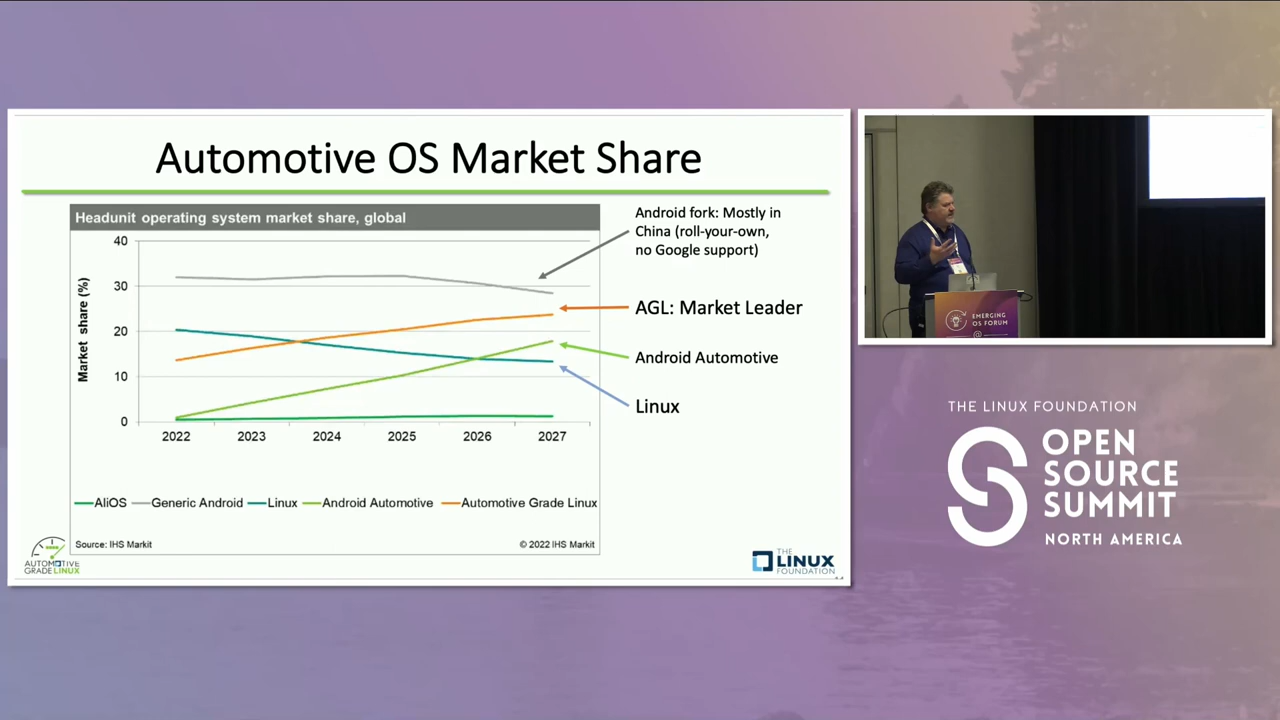 Automotive OS Market Share
Headunit operating system market share, global
Market share (%)
40
30
20
10
0
2022 2023 2024 2025 2026 2027
AliOS Generic Android Linux Android Automotive Automotive Grade Linux
Source: IHS Markit
© 2022 IHS Markit
Android fork: Mostly in
China (roll-your-own,
no Google support)
AGL: Market Leader
Android Automotive
Linux
AUTOMOTIVE
GRADE LINUX
THE
LINUX
FOUNDATION
EMERGING
OS FORUM
@
THE LINUX FOUNDATION
OPEN
SOURCE
SUMMIT
NORTH AMERICA